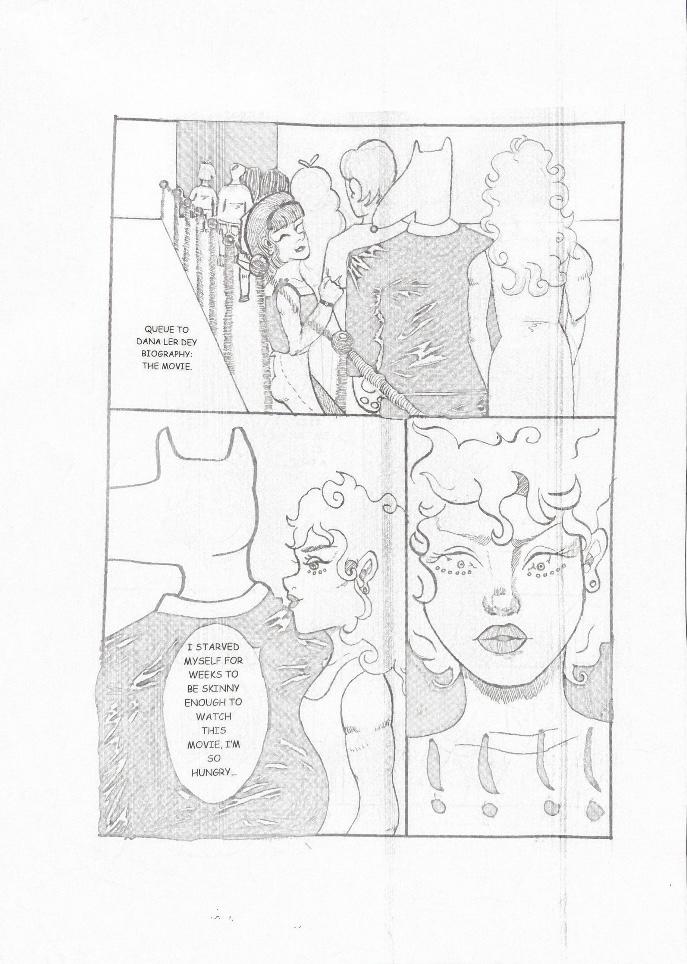 QUEUE TO
DANA LER DEY
BIOGRAPHY:
THE MOVIE.
I STARVED
MYSELF FOR
WEEKS TO
BE SKINNY
ENOUGH TO
WATCH
THIS
MOVIE, I'M
SO
HUNGRY...